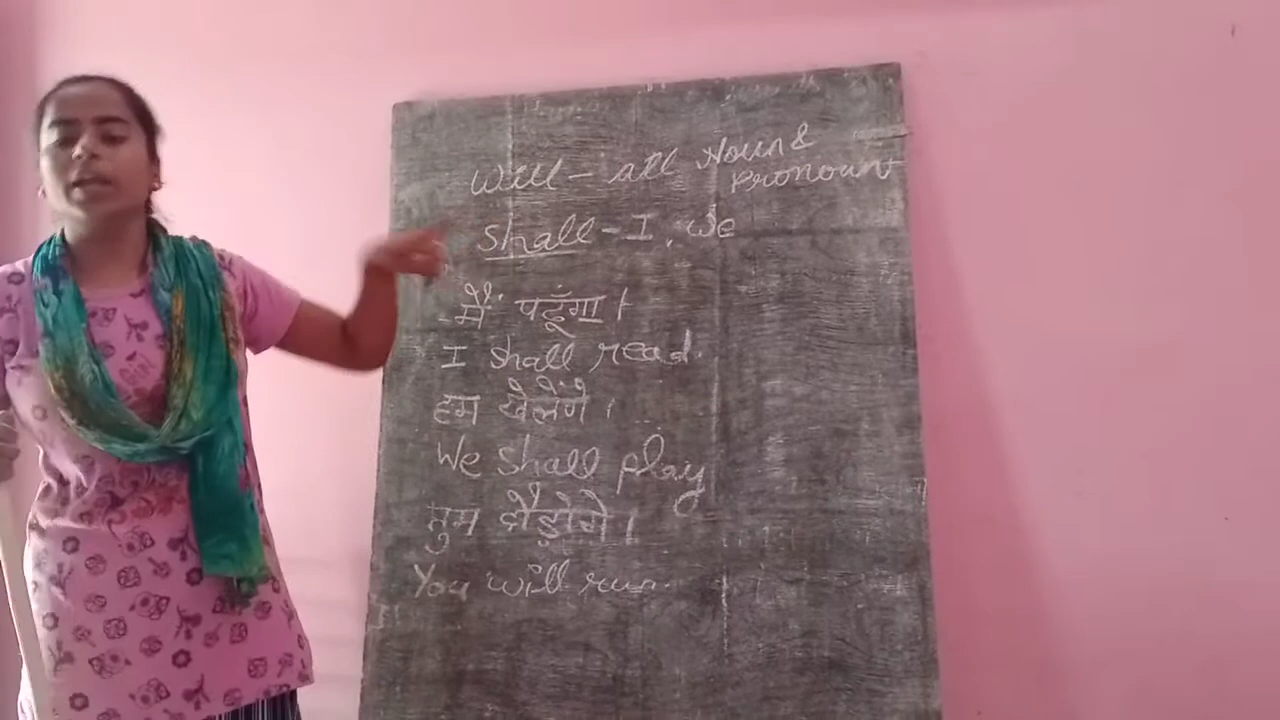 Will - all Noun &
Pronoun
Shall - I, We
मैं पढूँगा।
I shall read.
हम खेलेंगे।
We shall play
तुम दौड़ोगे।
You will run.